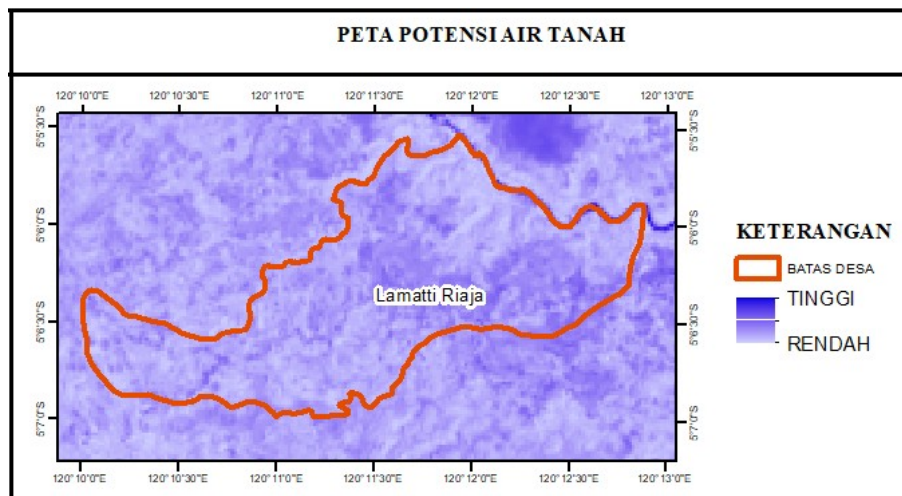 PETA POTENSI AIR TANAH
120°10'0"E 120°10'30"E 120°11'0"E 120°11'30"E 120°12'0"E 120°12'30"E 120°13'0"E
5°5'30"S 5°5'30"S
5°6'0"S 5°6'0"S
KETERANGAN
BATAS DESA
Lamatti Riaja
TINGGI
5°6'30"S 5°6'30"S
RENDAH
5°7'0"S 5°7'0"S
120°10'0"E 120°10'30"E 120°11'0"E 120°11'30"E 120°12'0"E 120°12'30"E 120°13'0"E